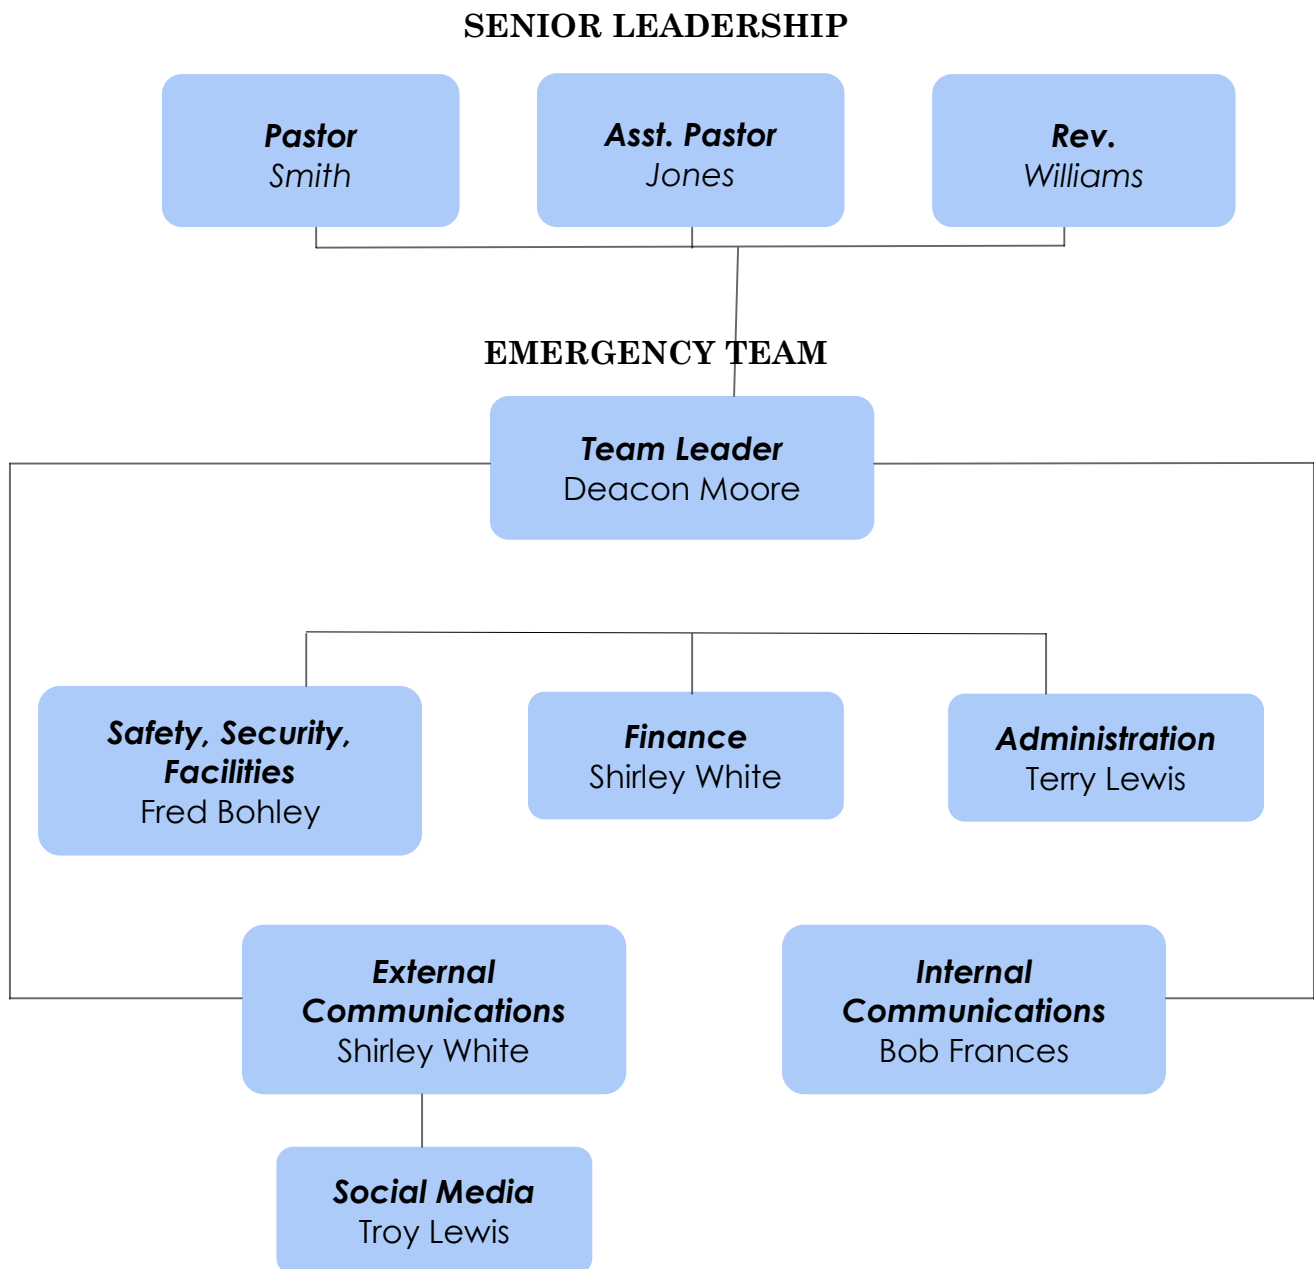 SENIOR LEADERSHIP
Pastor
Smith
Asst. Pastor
Jones
Rev.
Williams
EMERGENCY TEAM
Team Leader
Deacon Moore
Safety, Security,
Facilities
Fred Bohley
Finance
Shirley White
Administration
Terry Lewis
External
Communications
Shirley White
Internal
Communications
Bob Frances
Social Media
Troy Lewis